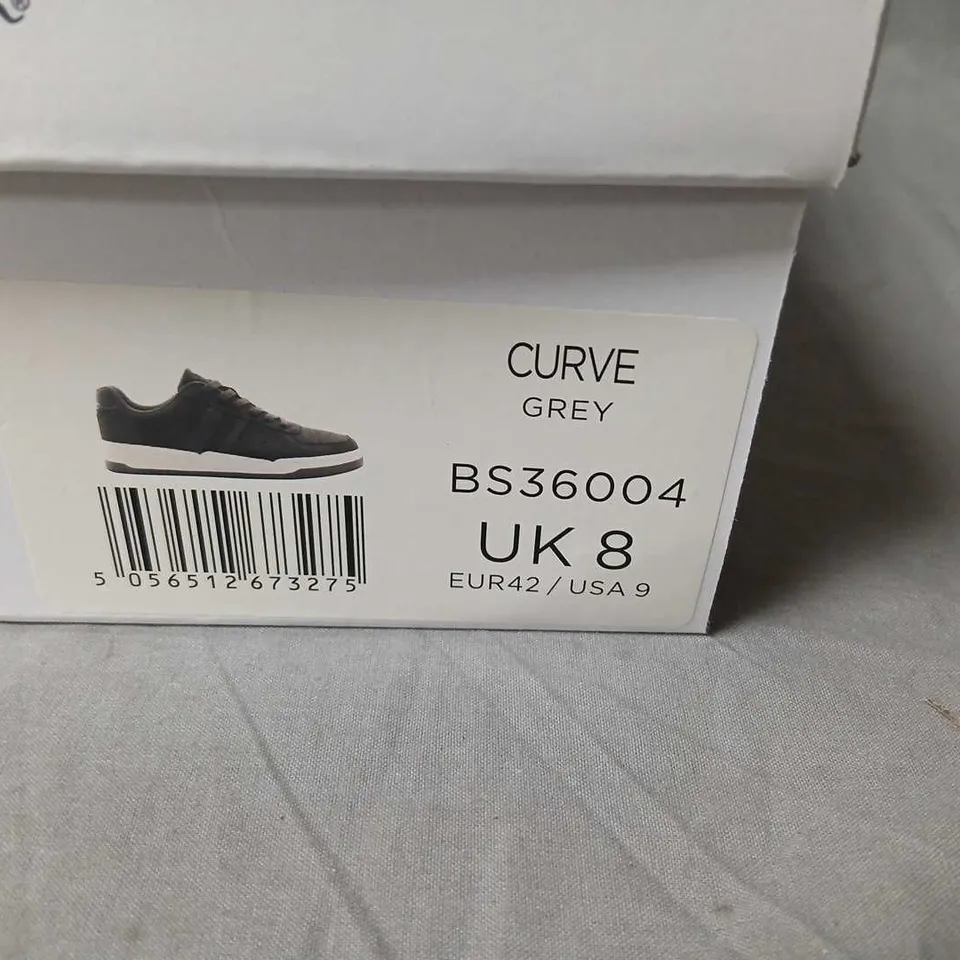 CURVE
GREY
BS36004
UK 8
EUR42 / USA 9
5 056512 673275